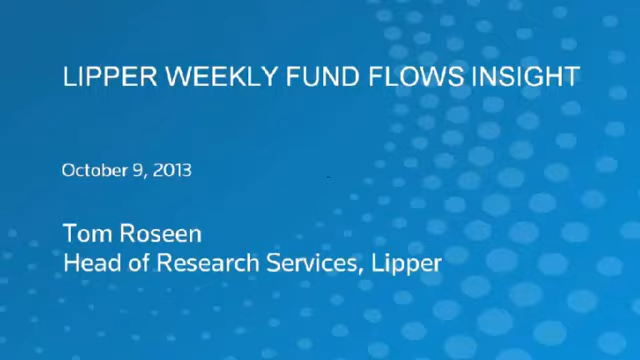 LIPPER WEEKLY FUND FLOWS INSIGHT
October 9, 2013
Tom Roseen
Head of Research Services, Lipper